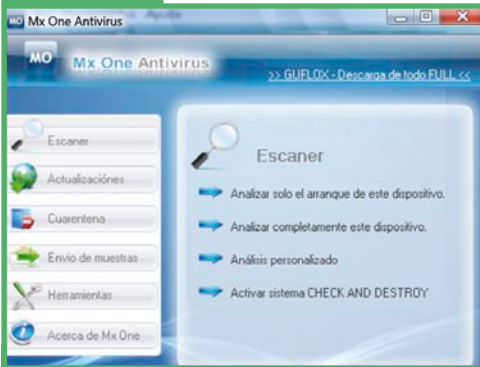 MO Mx One Antivirus
MO
Mx One Antivirus
>> GUFLOX - Descarga de todo FULL <<
Escaner
Actualizaciónes
Cuarentena
Envio de muestras
Herramientas
Acerca de Mx One
Escaner
Analizar solo el arranque de este dispositivo.
Analizar completamente este dispositivo.
Análisis personalizado
Activar sistema CHECK AND DESTROY